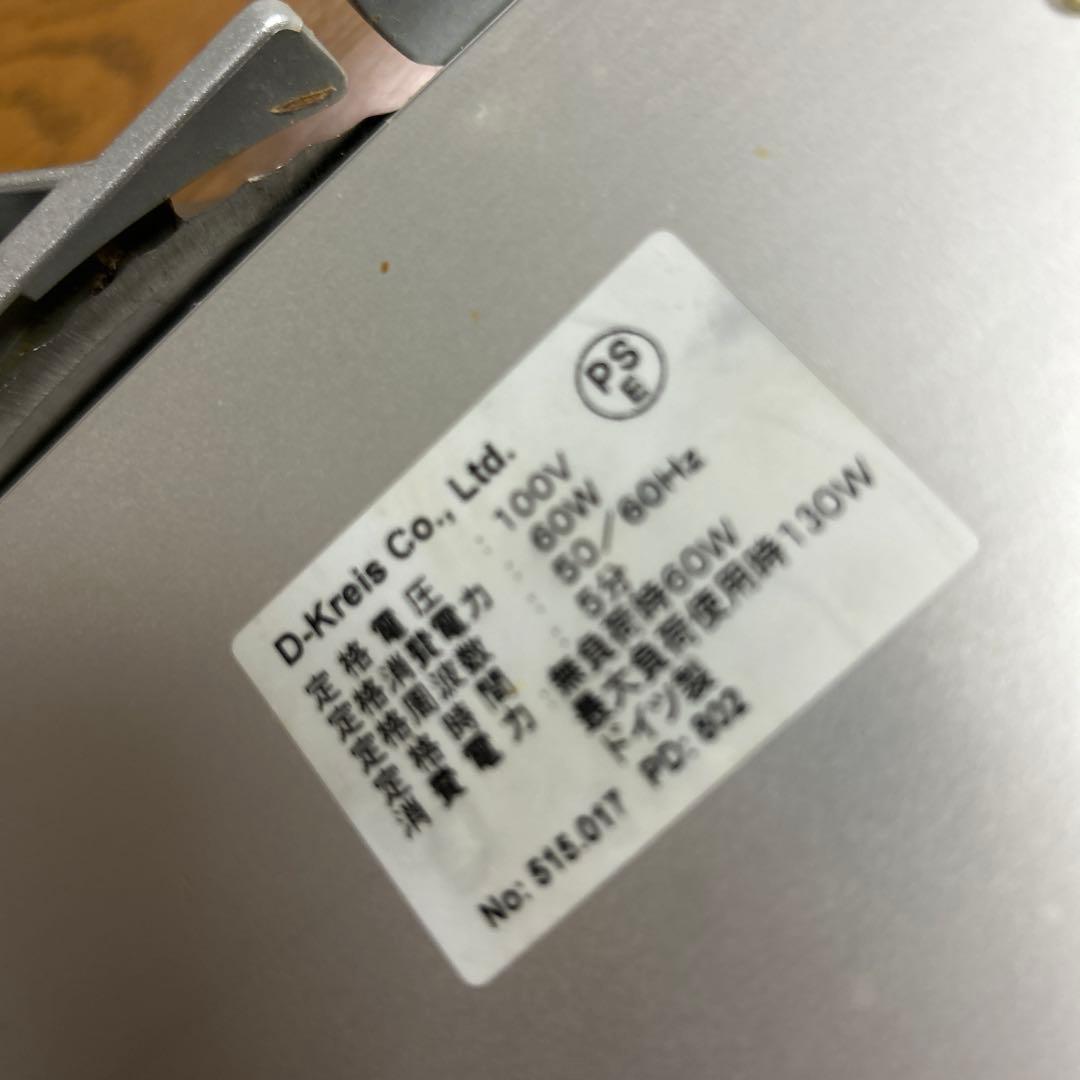 PSE
D-Kreis Co., Ltd.
定格電圧 : 100V
定格消費電力 : 60W
定格周波数 : 50／60Hz
定格時間 : 5分
消費電力 : 無負荷時60W
最大負荷使用時130W
ドイツ製
No: 515.017 PD: 802